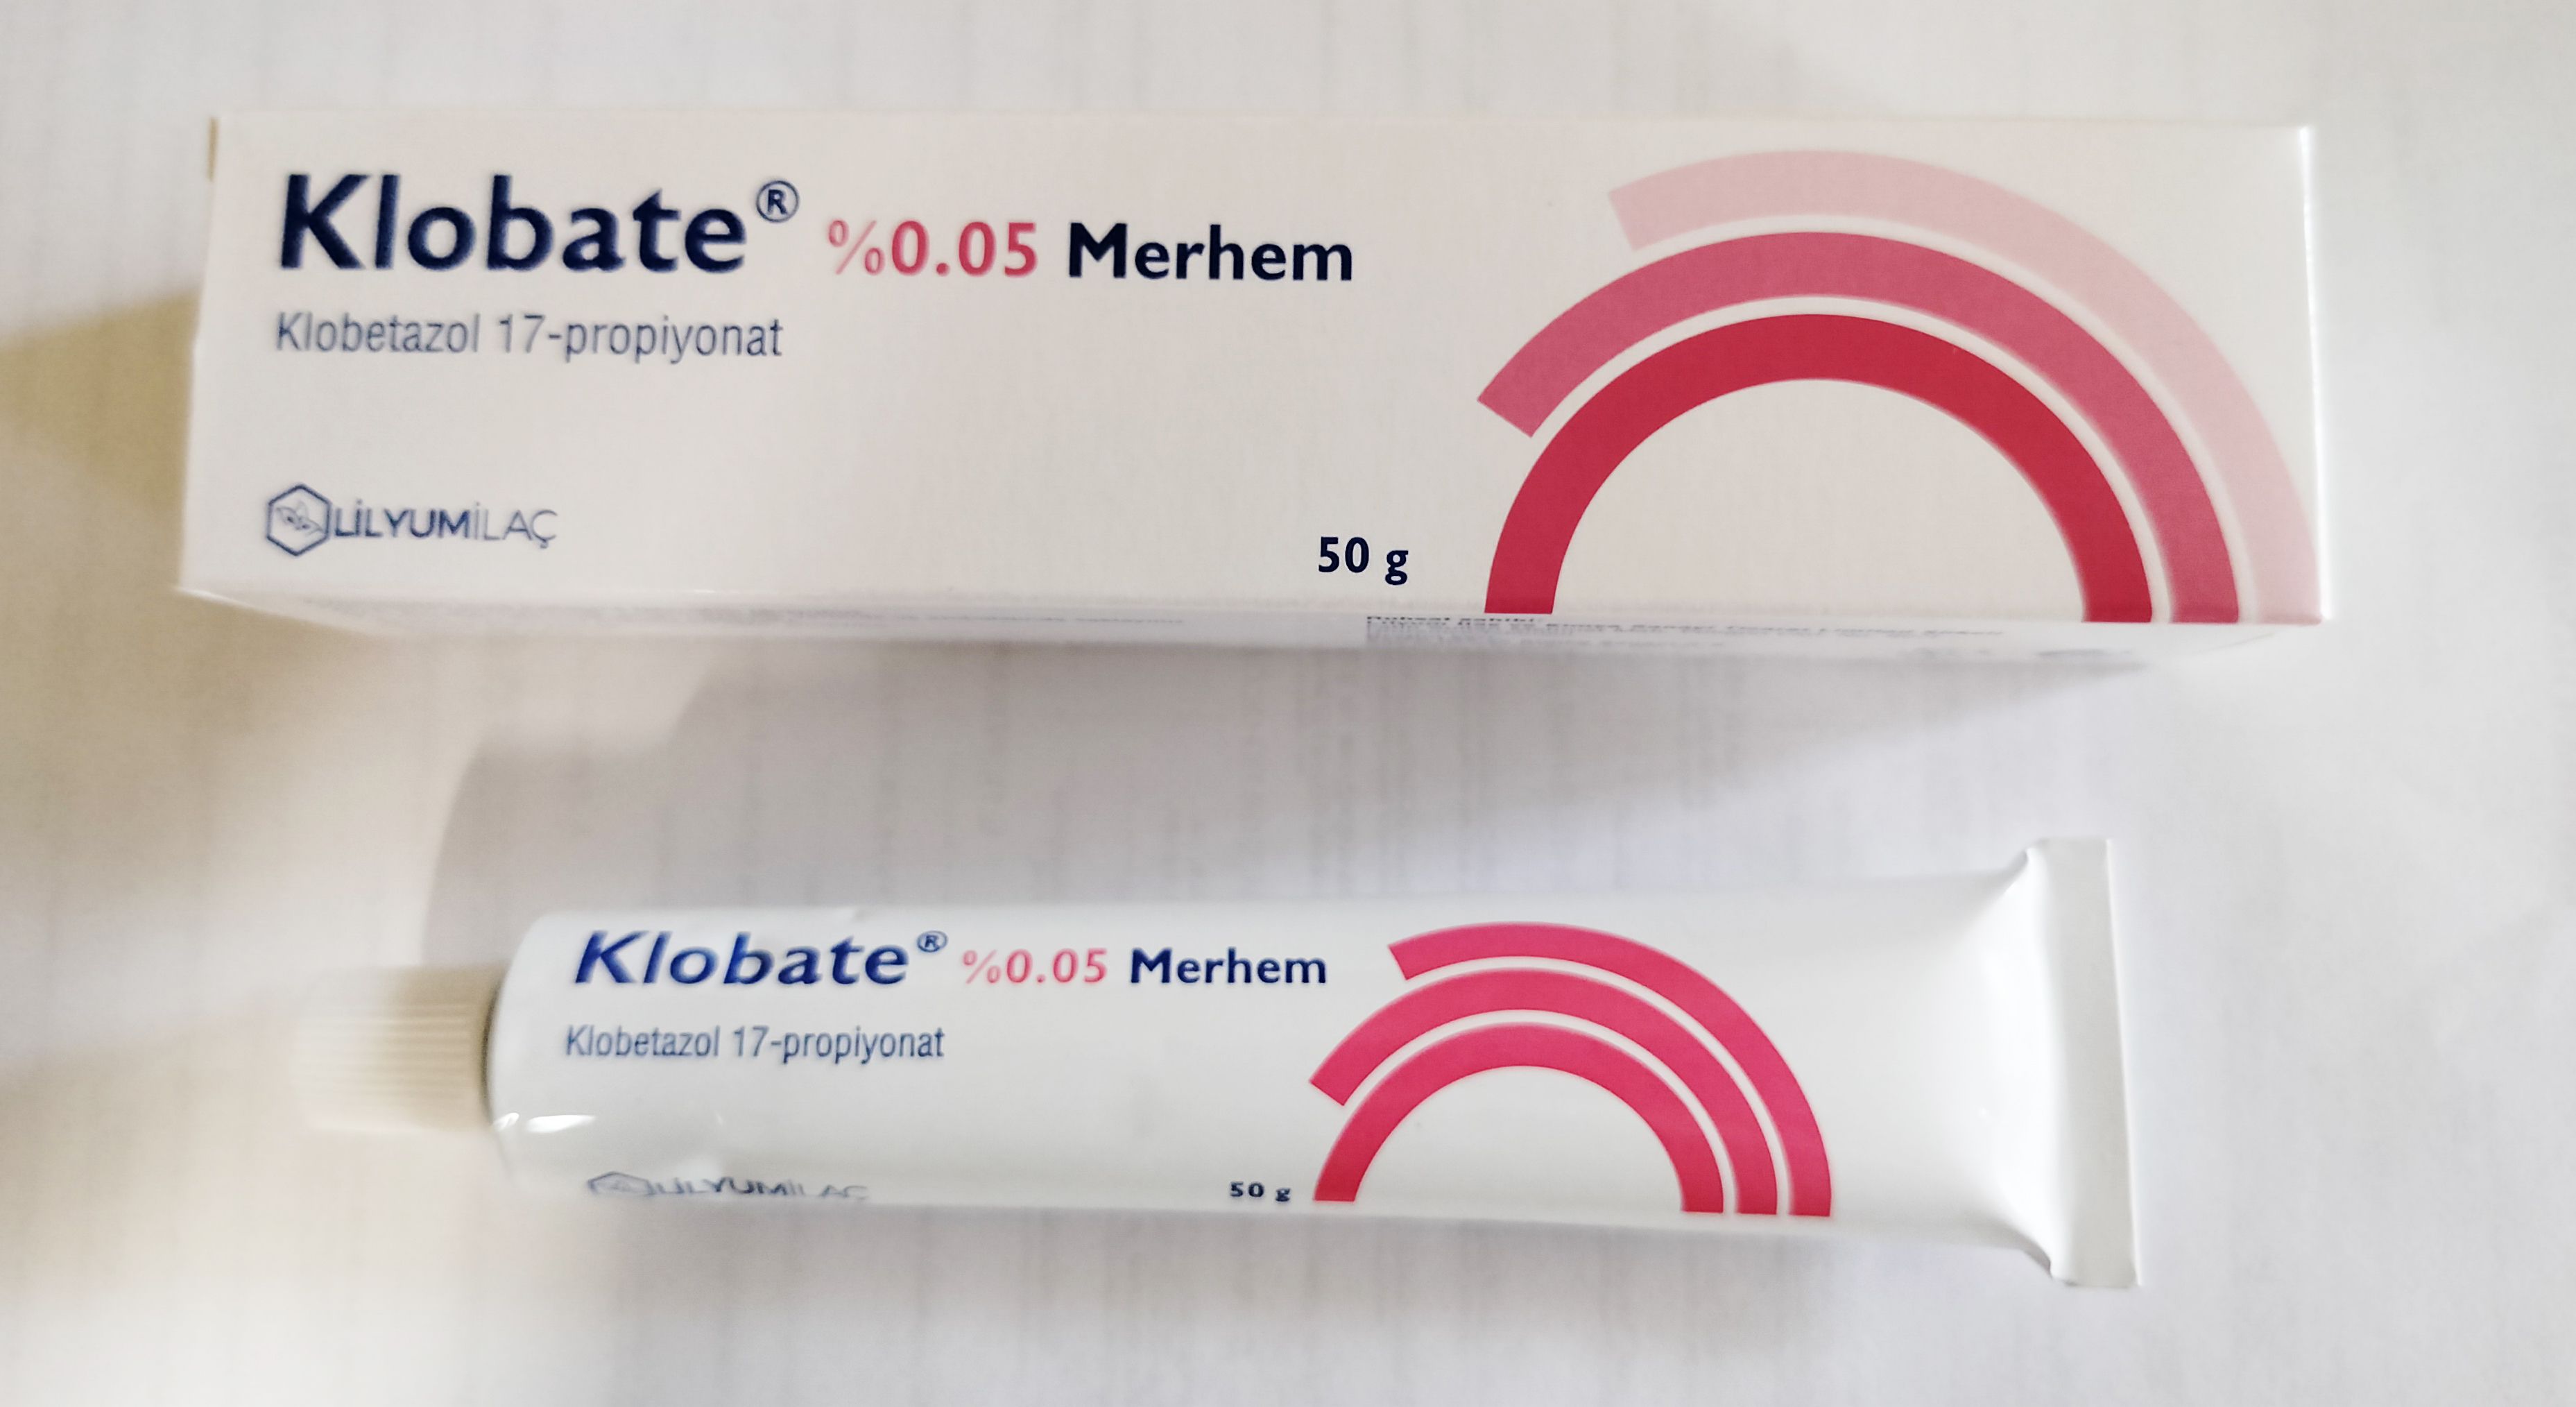 Klobate® %0.05 Merhem
Klobetazol 17-propiyonat
LİLYUMİLAÇ
50 g
Klobate® %0.05 Merhem
Klobetazol 17-propiyonat
LİLYUMİLAÇ
50 g